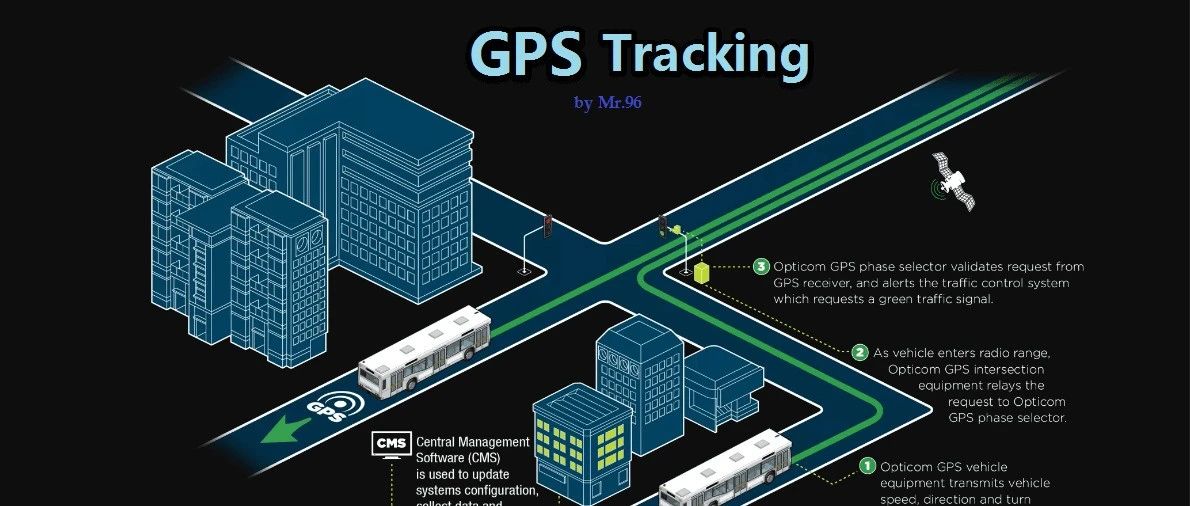 GPS Tracking
by Mr.96
3 Opticom GPS phase selector validates request from
GPS receiver, and alerts the traffic control system
which requests a green traffic signal.
2 As vehicle enters radio range,
Opticom GPS intersection
equipment relays the
request to Opticom
GPS phase selector.
GPS
CMS
Central Management
Software (CMS)
is used to update
systems configuration,
collect data and
1 Opticom GPS vehicle
equipment transmits vehicle
speed, direction and turn